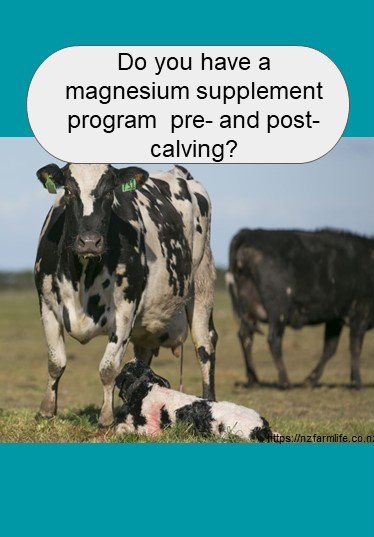 Do you have a
magnesium supplement
program  pre- and post-
calving?
https://nzfarmlife.co.nz